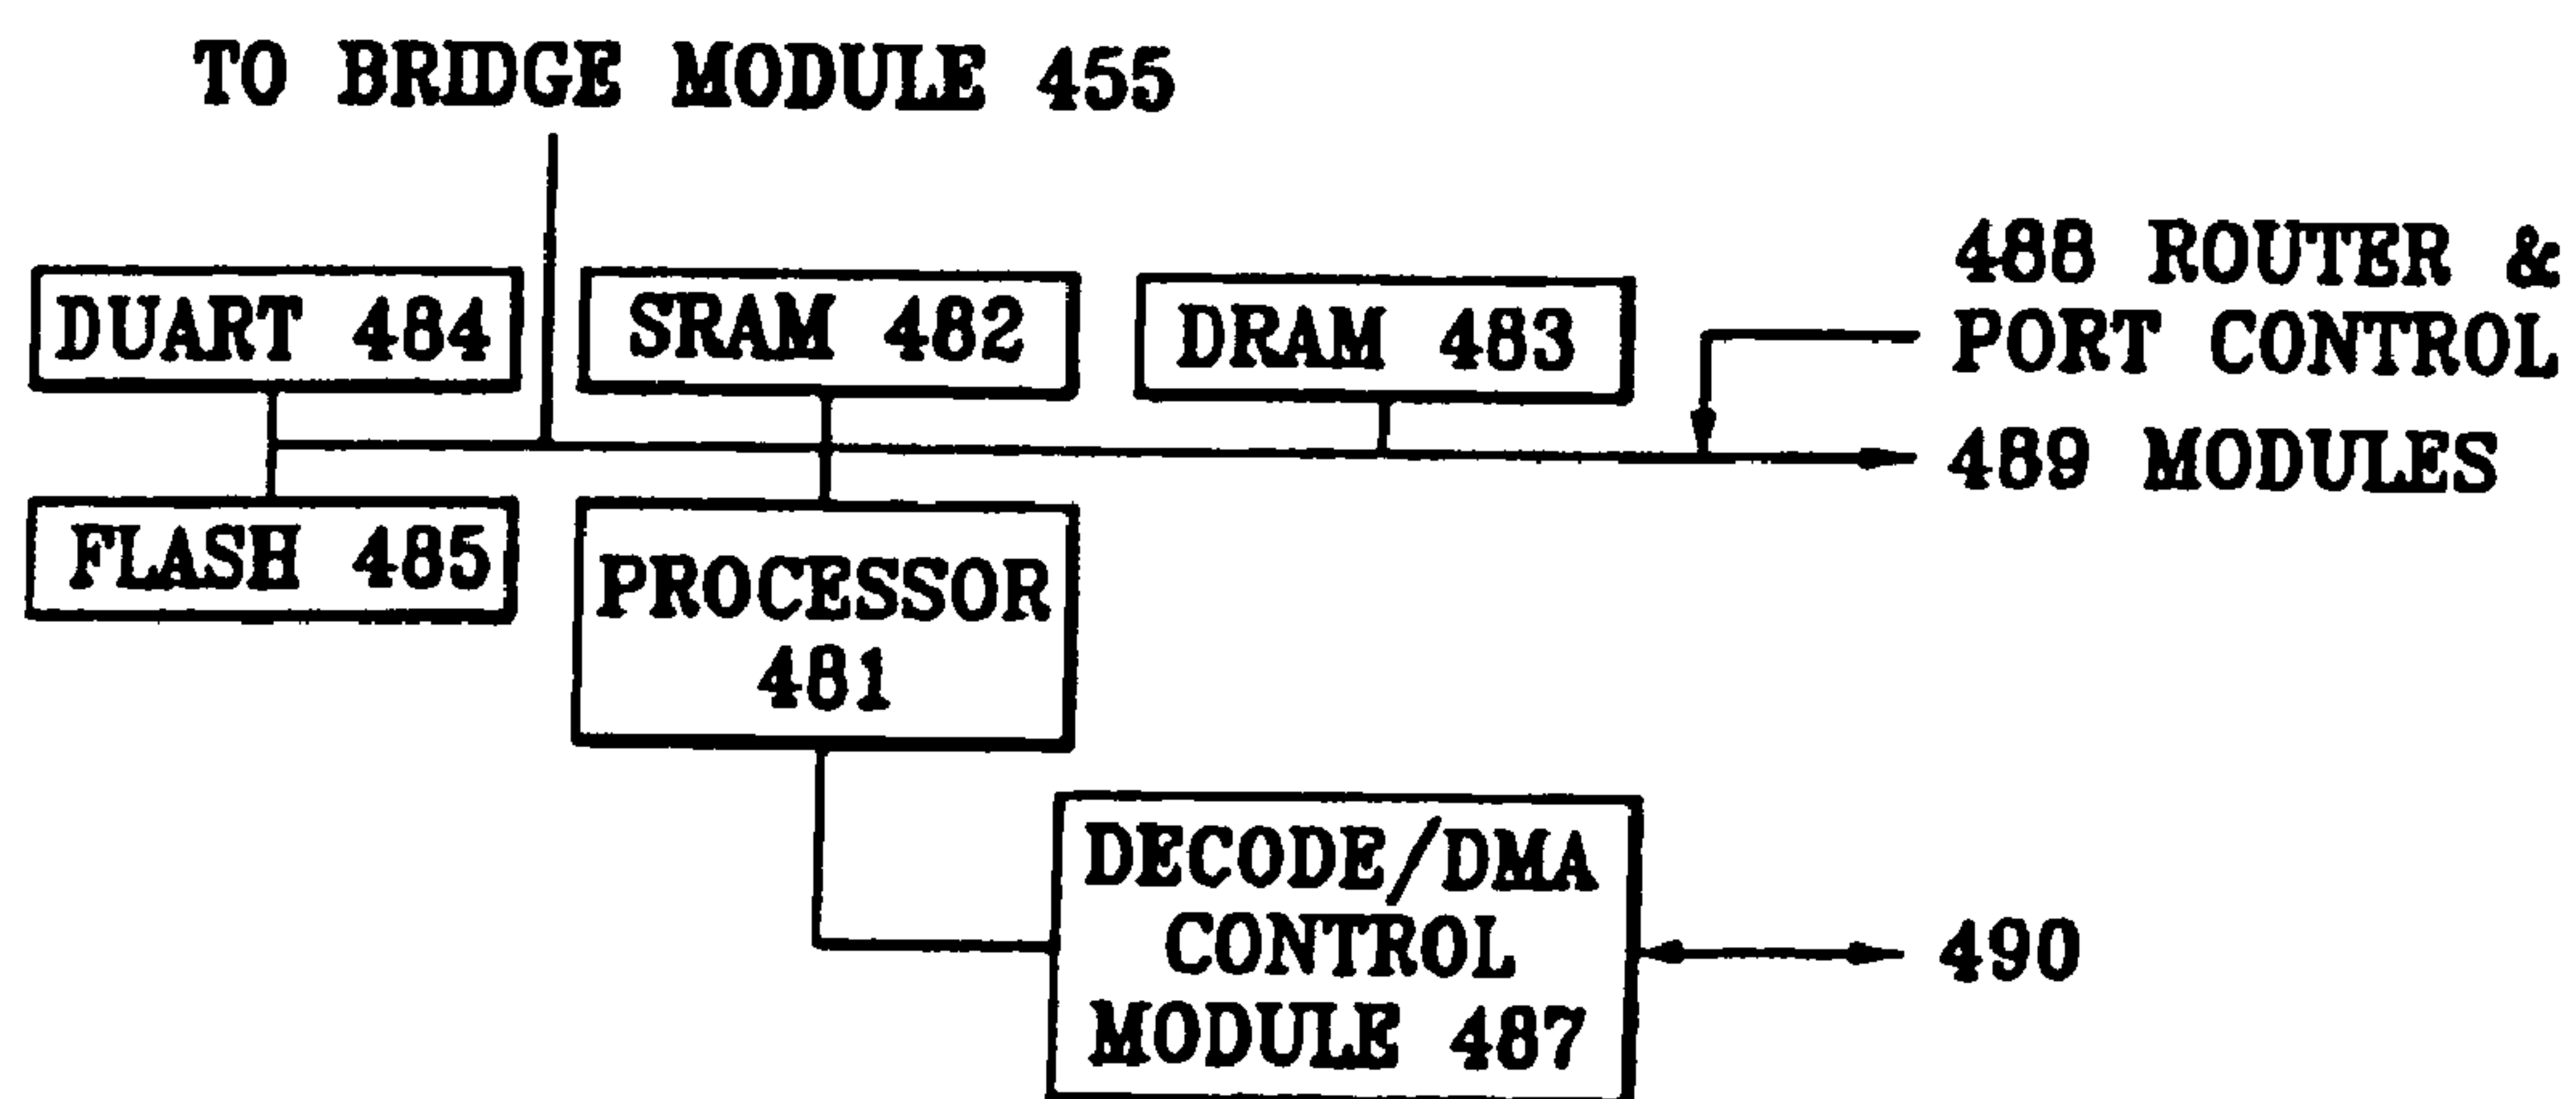 TO BRIDGE MODULE 455
DUART 484
SRAM 482
DRAM 483
488 ROUTER &
PORT CONTROL
489 MODULES
FLASH 485
PROCESSOR
481
DECODE/DMA
CONTROL
MODULE 487
490